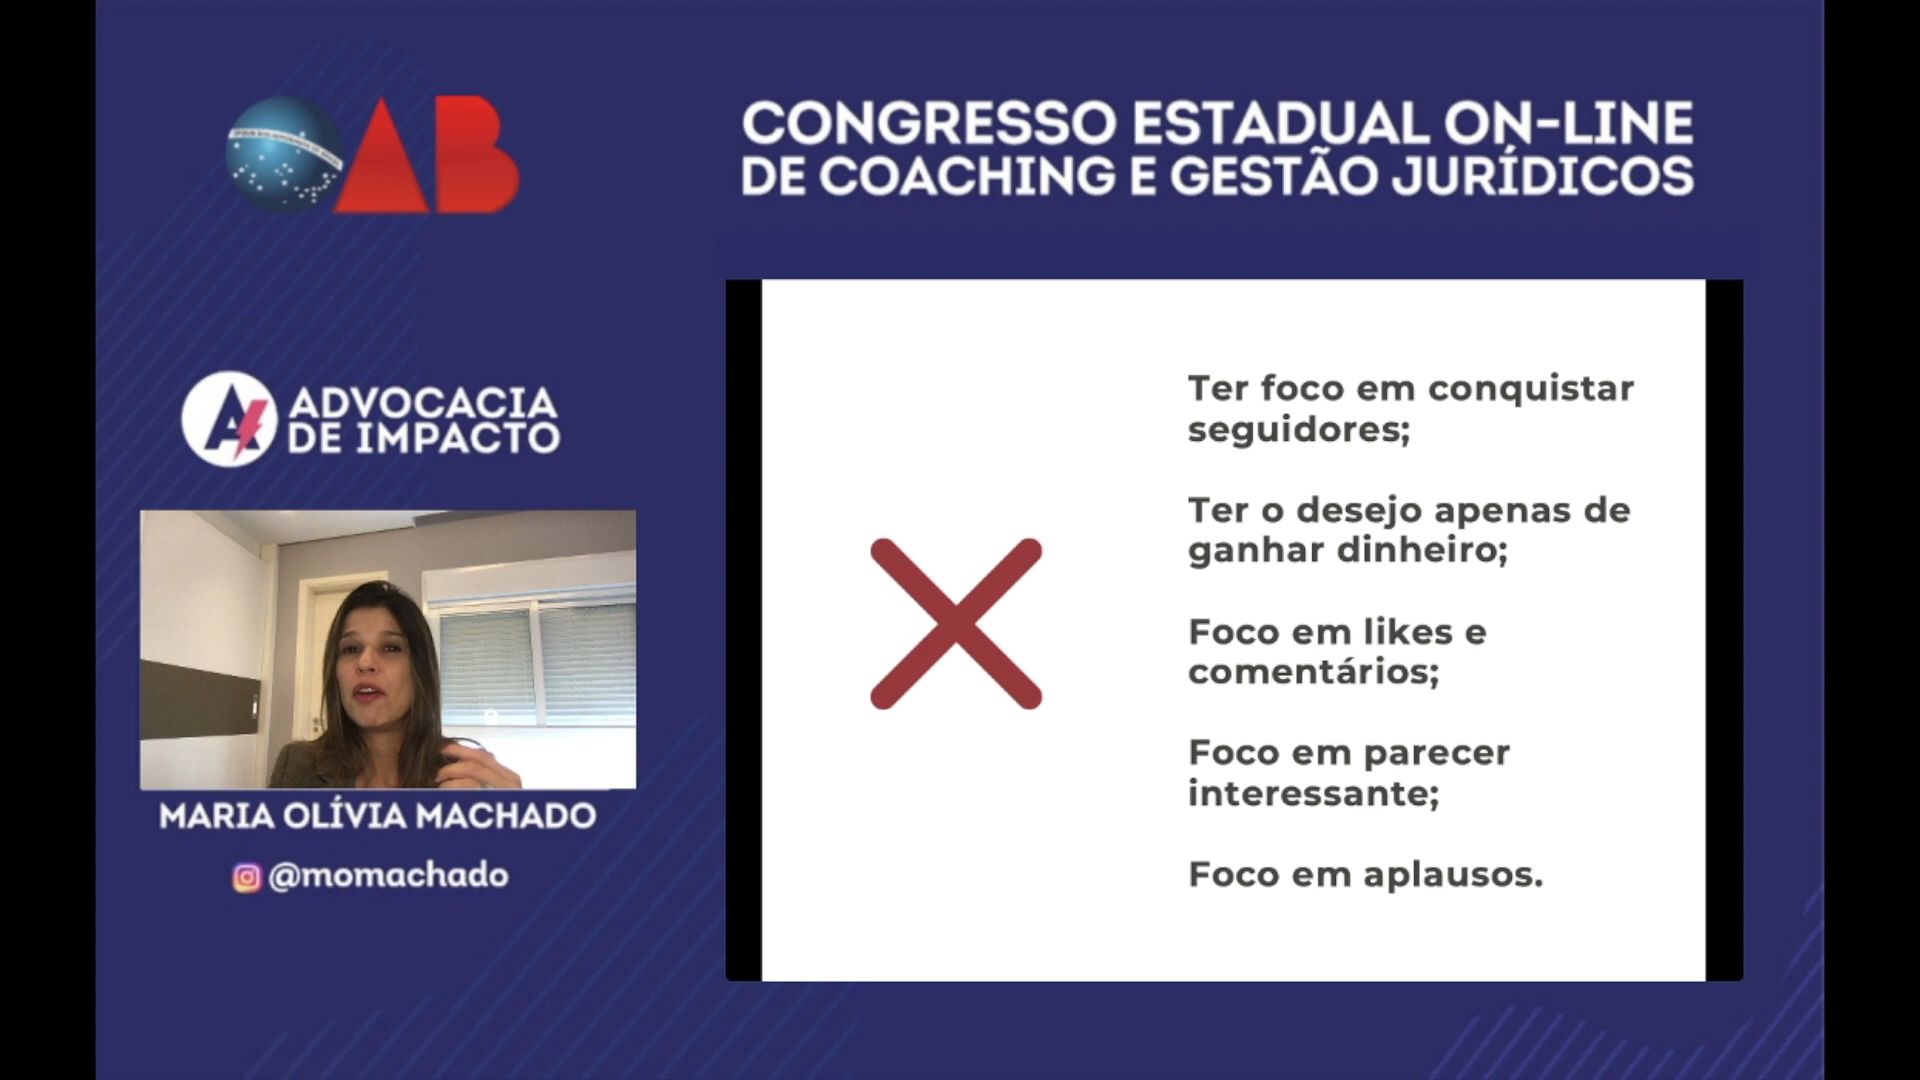 OAB
CONGRESSO ESTADUAL ON-LINE
DE COACHING E GESTÃO JURÍDICOS
ADVOCACIA
DE IMPACTO
Ter foco em conquistar
seguidores;
Ter o desejo apenas de
ganhar dinheiro;
Foco em likes e
comentários;
Foco em parecer
interessante;
Foco em aplausos.
MARIA OLÍVIA MACHADO
@momachado